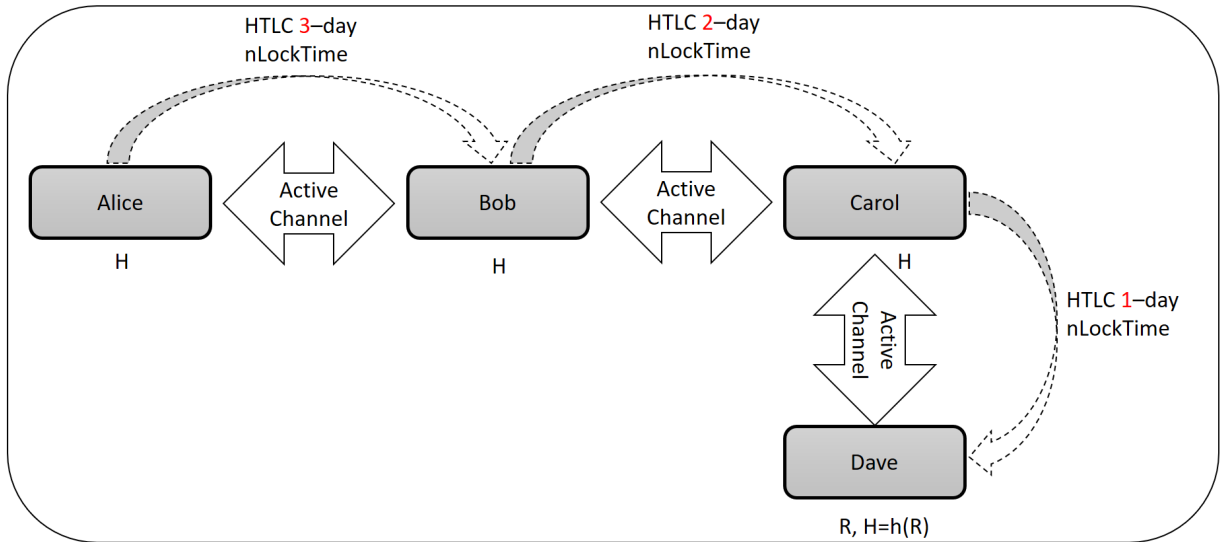 HTLC 3–day
nLockTime
HTLC 2–day
nLockTime
Alice
Active
Channel
Bob
Active
Channel
Carol
H
H
H
Active
Channel
HTLC 1–day
nLockTime
Dave
R, H=h(R)